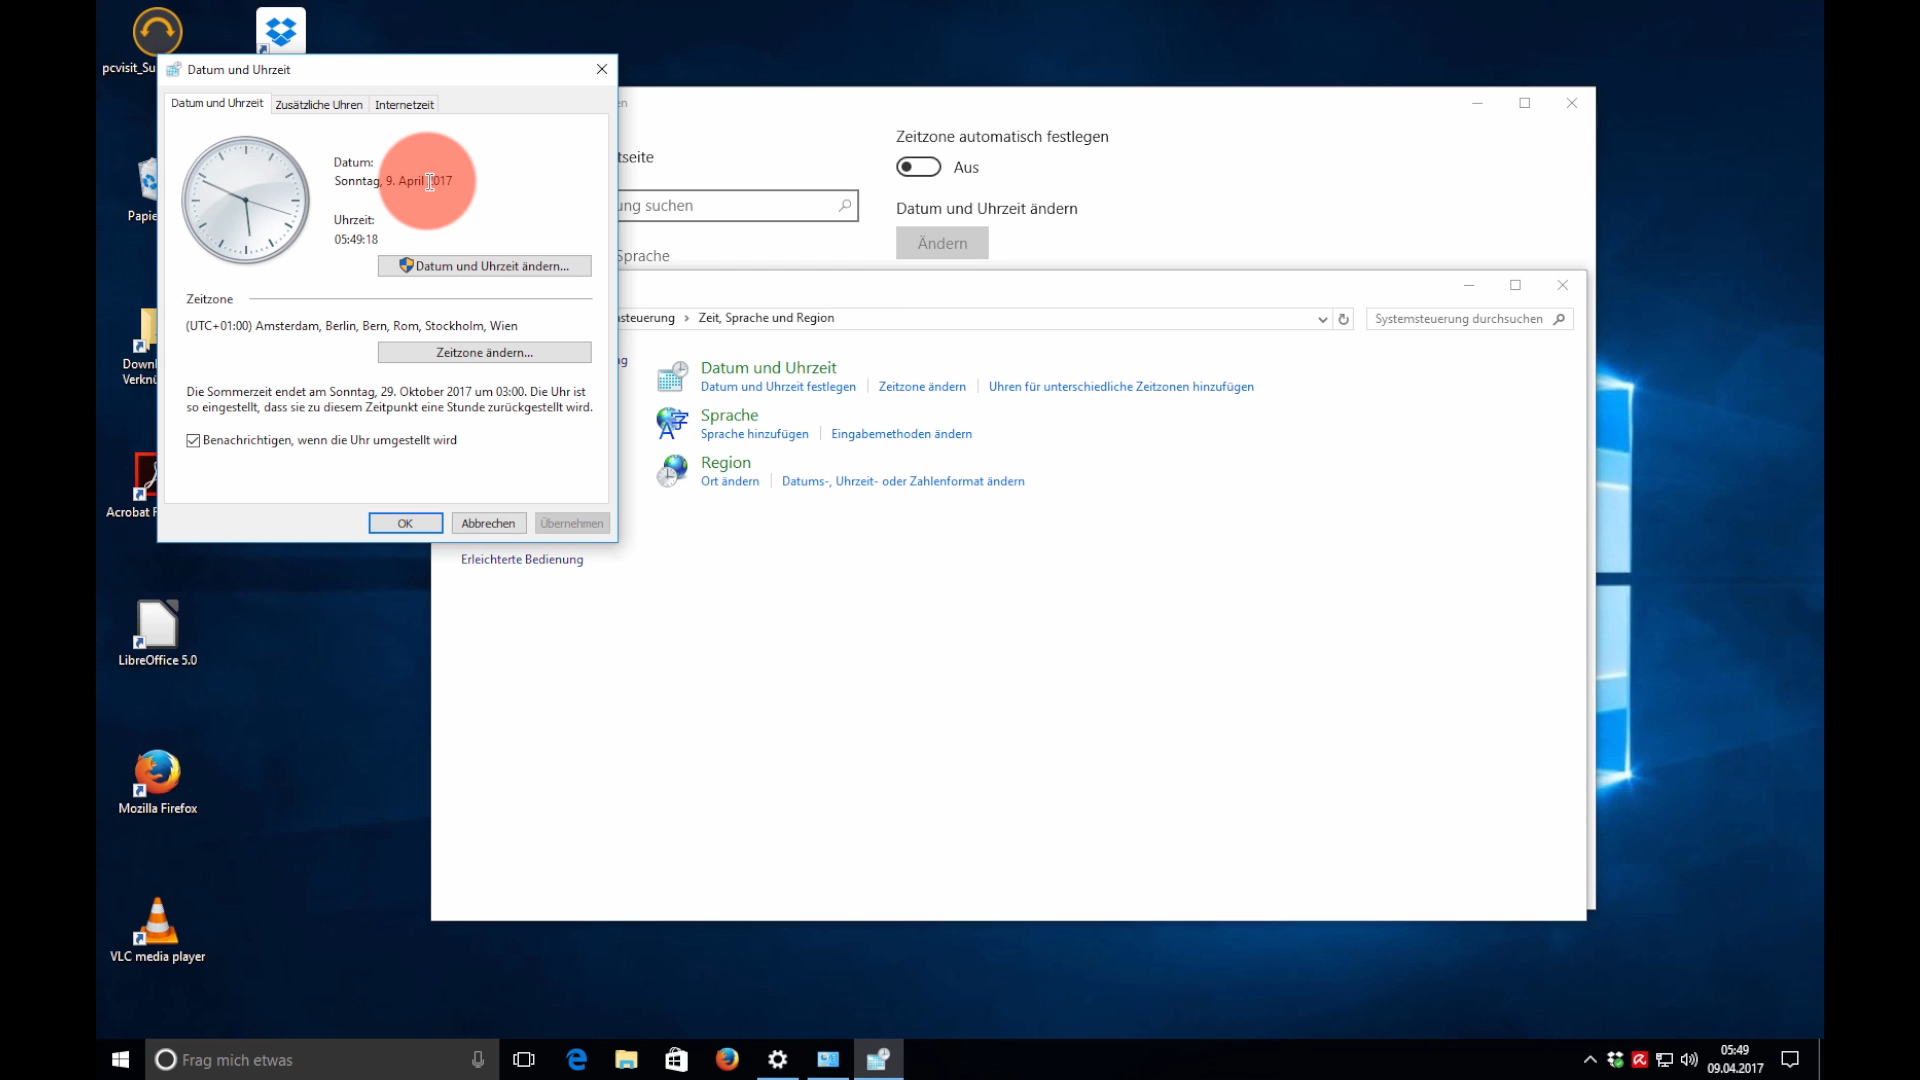 pcvisit_Su
Datum und Uhrzeit
Datum und Uhrzeit
Zusätzliche Uhren
Internetzeit
Datum:
Sonntag, 9. April 2017
Uhrzeit:
05:49:18
Datum und Uhrzeit ändern...
Zeitzone
(UTC+01:00) Amsterdam, Berlin, Bern, Rom, Stockholm, Wien
Zeitzone ändern...
Die Sommerzeit endet am Sonntag, 29. Oktober 2017 um 03:00. Die Uhr ist
so eingestellt, dass sie zu diesem Zeitpunkt eine Stunde zurückgestellt wird.
Benachrichtigen, wenn die Uhr umgestellt wird
OK
Abbrechen
Übernehmen
en
tseite
ung suchen
Sprache
Zeitzone automatisch festlegen
Aus
Datum und Uhrzeit ändern
Ändern
nsteuerung
Zeit, Sprache und Region
Systemsteuerung durchsuchen
ng
Datum und Uhrzeit
Datum und Uhrzeit festlegen
Zeitzone ändern
Uhren für unterschiedliche Zeitzonen hinzufügen
Sprache
Sprache hinzufügen
Eingabemethoden ändern
Region
Ort ändern
Datums-, Uhrzeit- oder Zahlenformat ändern
Erleichterte Bedienung
Papie
Downl
Verknü
Acrobat R
LibreOffice 5.0
Mozilla Firefox
VLC media player
Frag mich etwas
05:49
09.04.2017